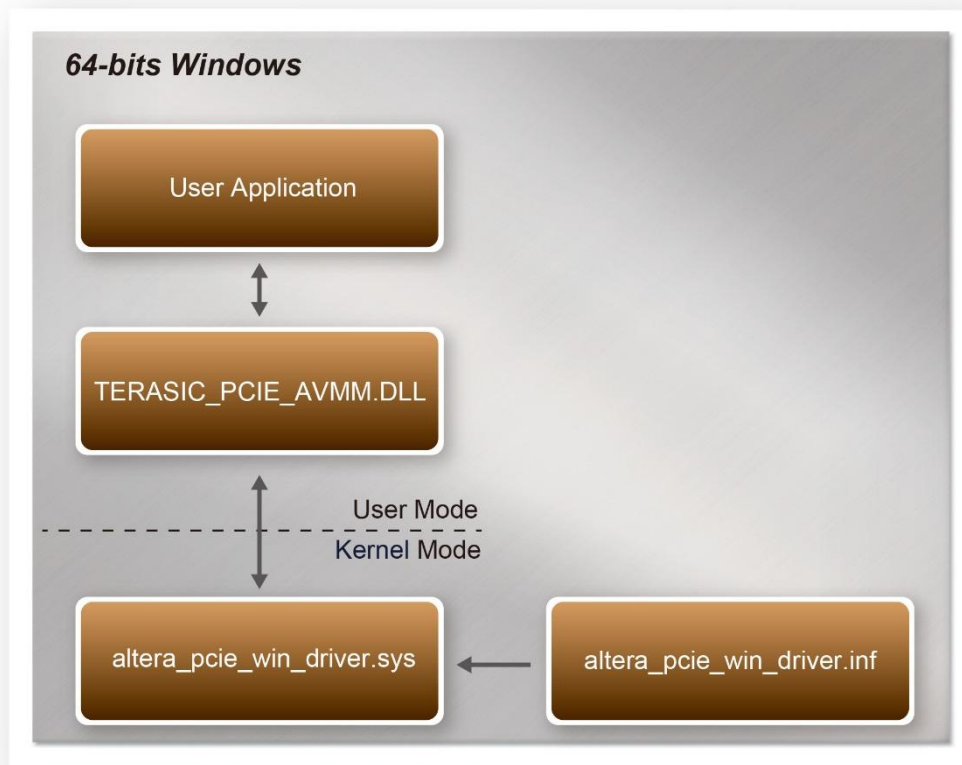 64-bits Windows
User Application
TERASIC_PCIE_AVMM.DLL
User Mode
Kernel Mode
altera_pcie_win_driver.sys
altera_pcie_win_driver.inf